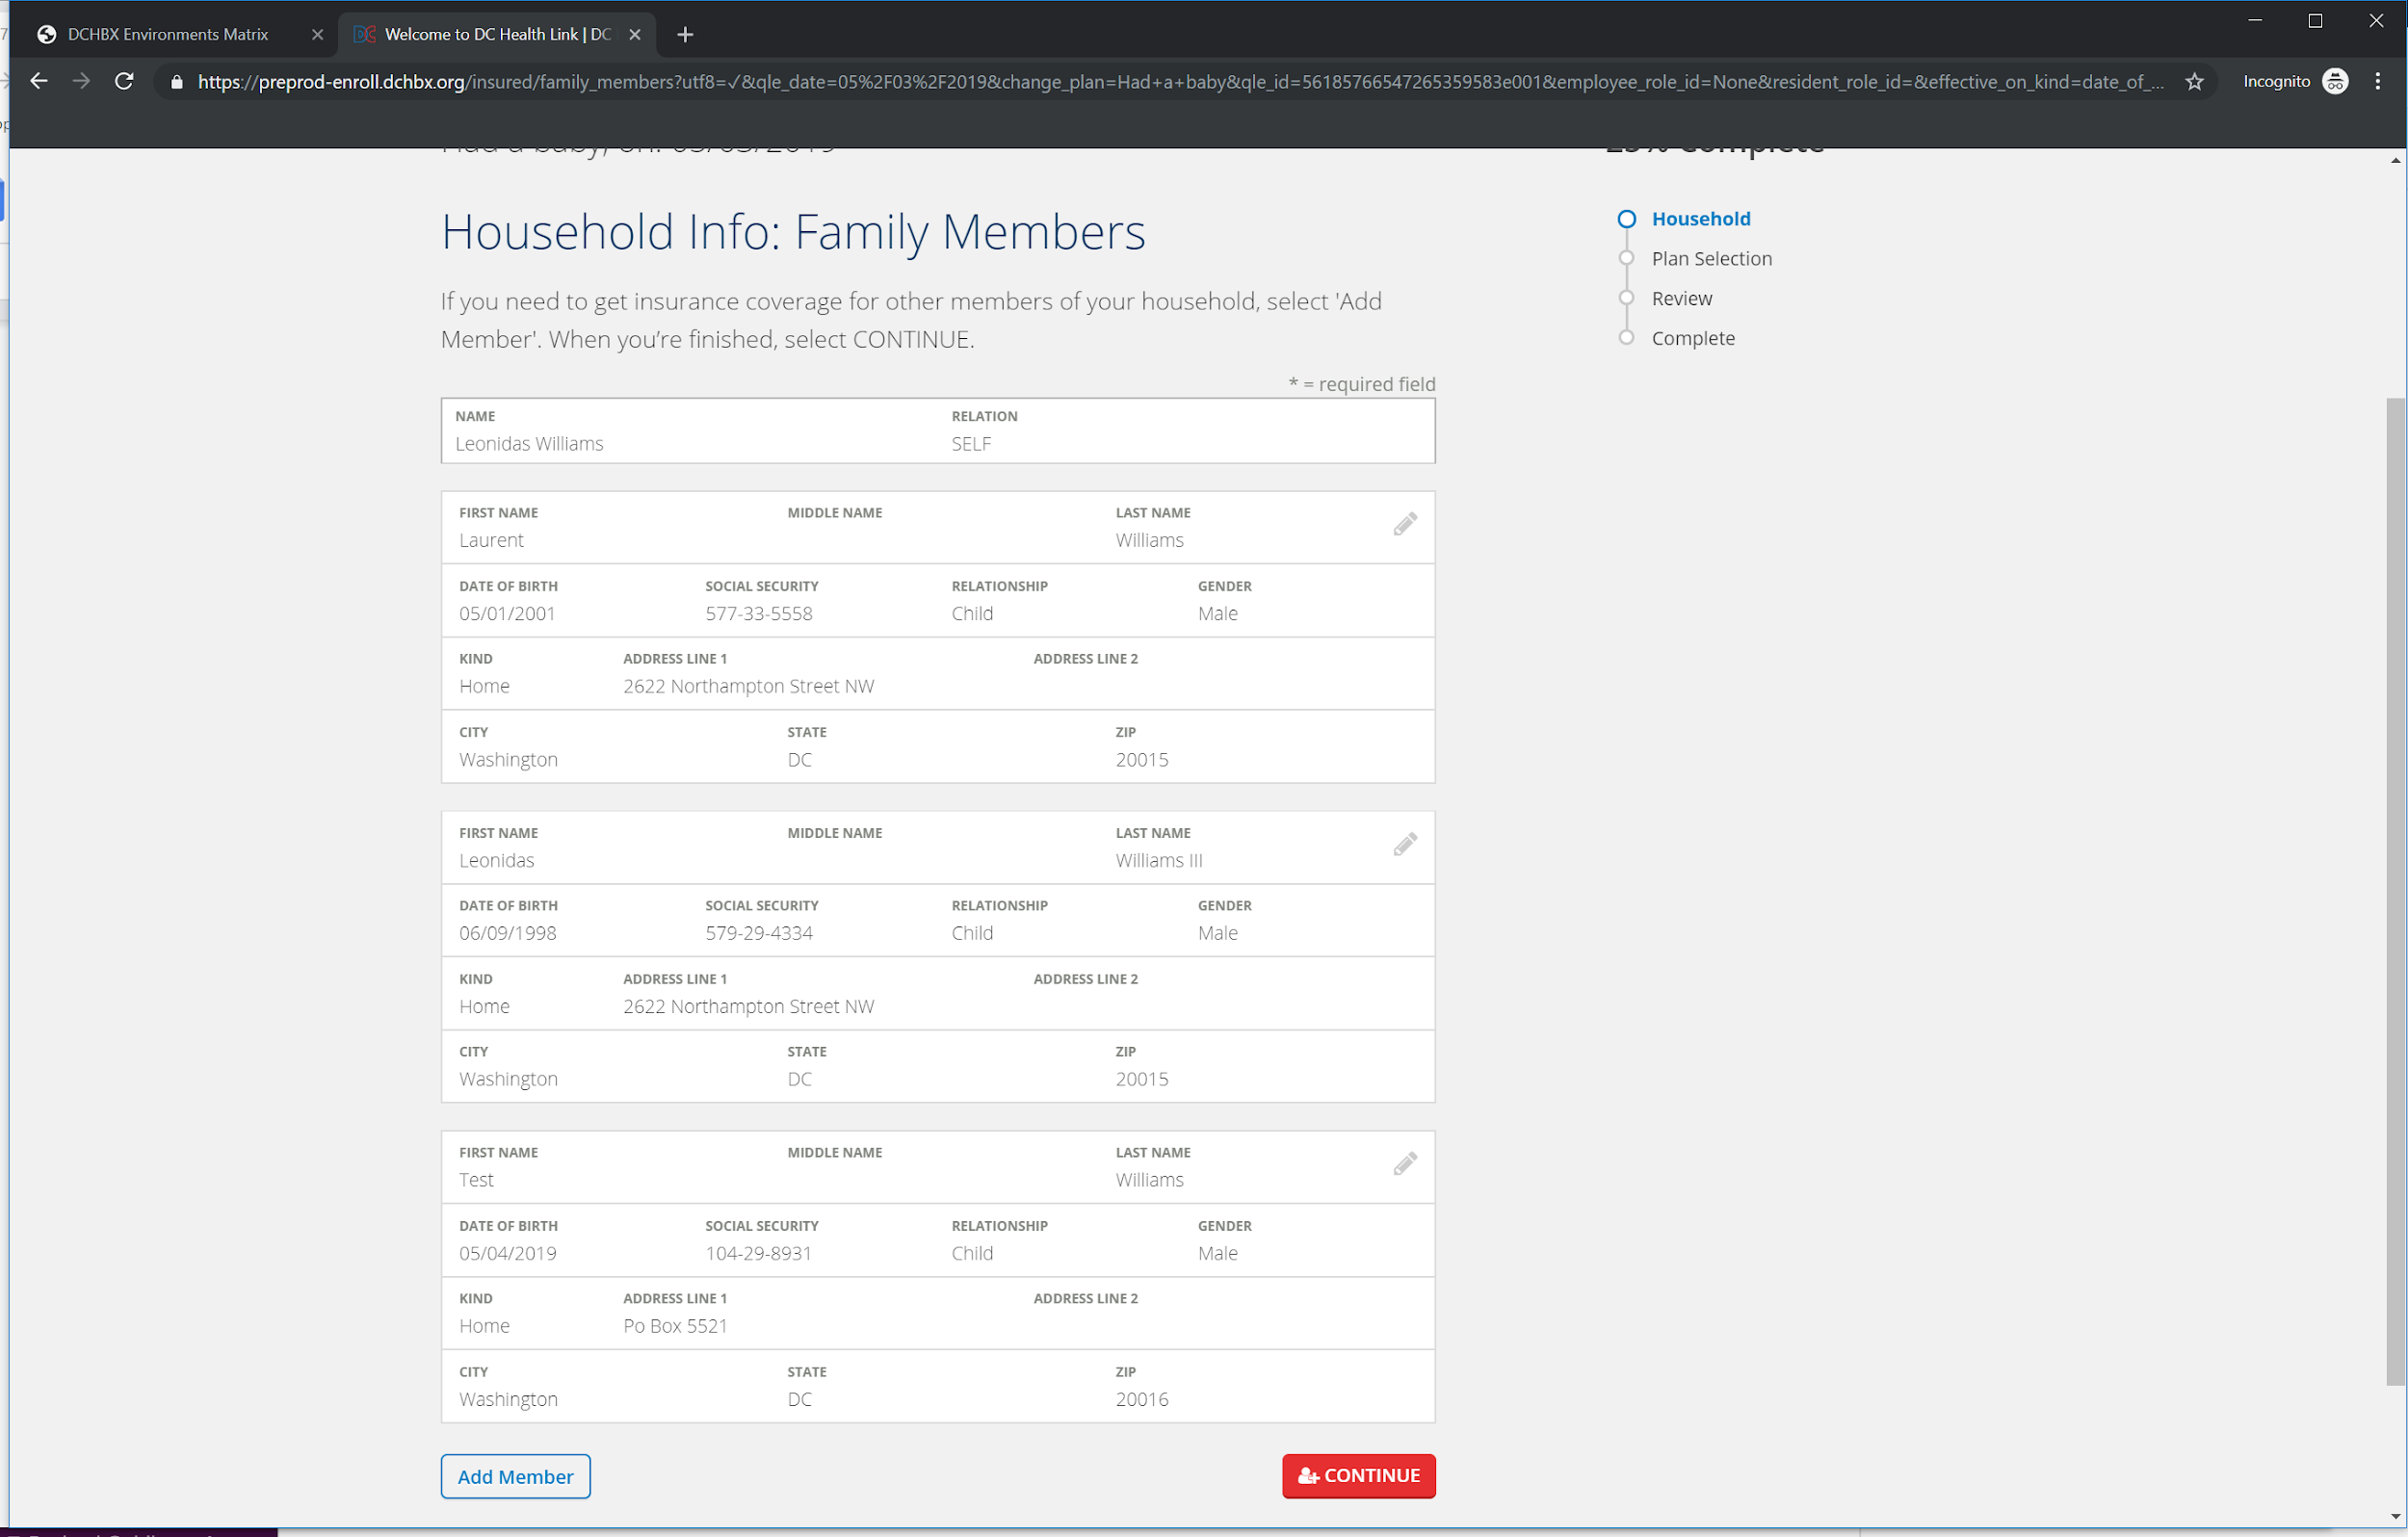 DCHBX Environments Matrix
Welcome to DC Health Link | DC
https://preprod-enroll.dchbx.org/insured/family_members?utf8=✓&qle_date=05%2F03%2F2019&change_plan=Had+a+baby&qle_id=56185766547265359583e001&employee_role_id=None&resident_role_id=&effective_on_kind=date_of_...
Incognito
Had a baby, on: 05/03/2019
25% Complete
Household Info: Family Members
If you need to get insurance coverage for other members of your household, select 'Add
Member'. When you’re finished, select CONTINUE.
* = required field
NAME RELATION
Leonidas Williams SELF
FIRST NAME MIDDLE NAME LAST NAME
Laurent Williams
DATE OF BIRTH SOCIAL SECURITY RELATIONSHIP GENDER
05/01/2001 577-33-5558 Child Male
KIND ADDRESS LINE 1 ADDRESS LINE 2
Home 2622 Northampton Street NW
CITY STATE ZIP
Washington DC 20015
FIRST NAME MIDDLE NAME LAST NAME
Leonidas Williams III
DATE OF BIRTH SOCIAL SECURITY RELATIONSHIP GENDER
06/09/1998 579-29-4334 Child Male
KIND ADDRESS LINE 1 ADDRESS LINE 2
Home 2622 Northampton Street NW
CITY STATE ZIP
Washington DC 20015
FIRST NAME MIDDLE NAME LAST NAME
Test Williams
DATE OF BIRTH SOCIAL SECURITY RELATIONSHIP GENDER
05/04/2019 104-29-8931 Child Male
KIND ADDRESS LINE 1 ADDRESS LINE 2
Home Po Box 5521
CITY STATE ZIP
Washington DC 20016
Add Member
CONTINUE
Household
Plan Selection
Review
Complete